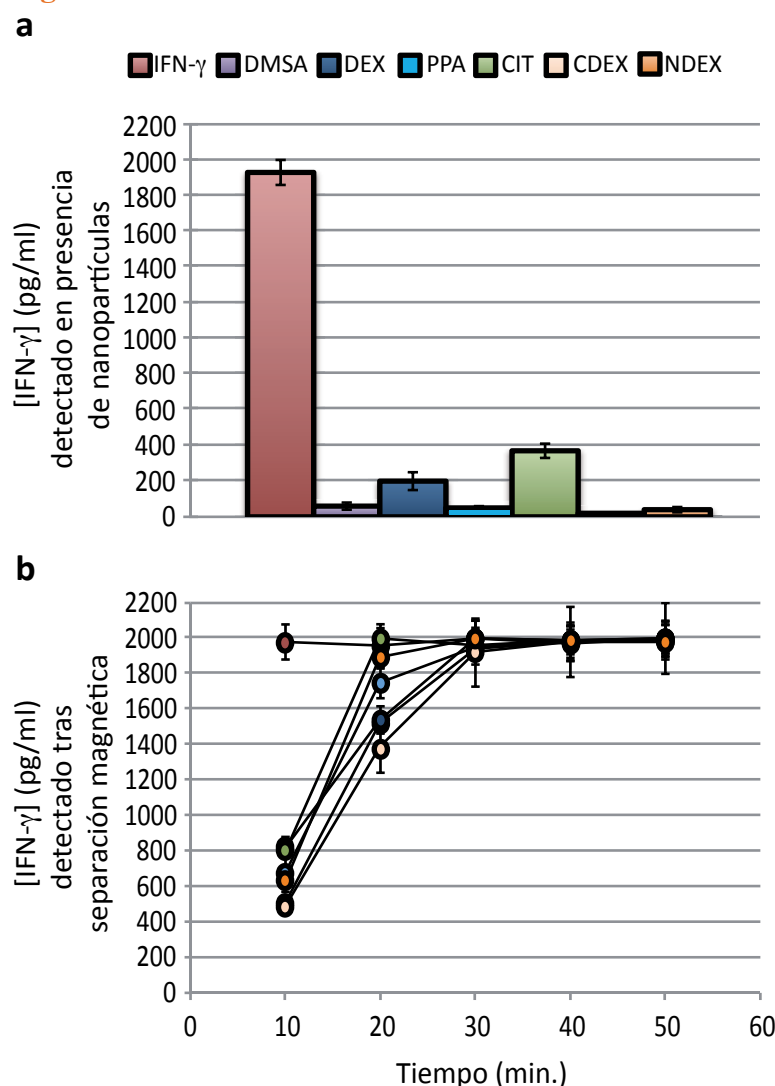 a
IFN-γ DMSA DEX PPA CIT CDEX NDEX
[IFN-γ] (pg/ml)
detectado en presencia
de nanopartículas
2200
2000
1800
1600
1400
1200
1000
800
600
400
200
0
b
[IFN-γ] (pg/ml)
detectado tras
separación magnética
2200
2000
1800
1600
1400
1200
1000
800
600
400
200
0
0 10 20 30 40 50 60
Tiempo (min.)